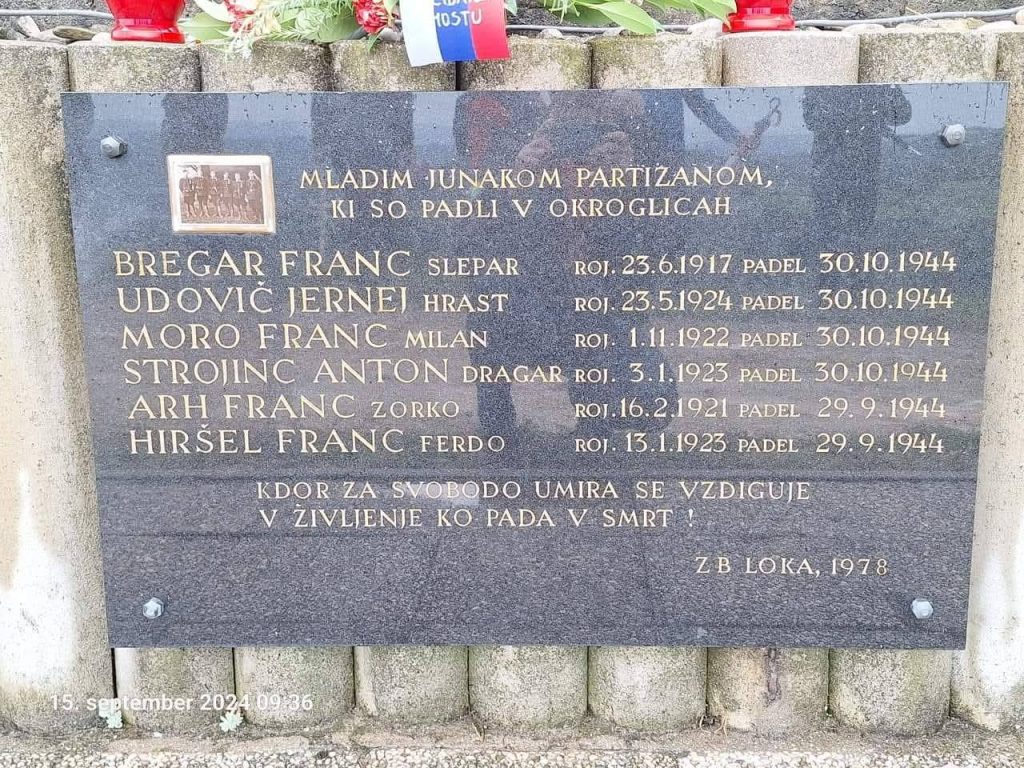 MOSTU
MLADIM JUNAKOM PARTIZANOM,
KI SO PADLI V OKROGLICAH
BREGAR FRANC SLEPAR ROJ. 23.6.1917 PADEL 30.10.1944
UDOVIČ JERNEJ HRAST ROJ. 23.5.1924 PADEL 30.10.1944
MORO FRANC MILAN ROJ. 1.11.1922 PADEL 30.10.1944
STROJINC ANTON DRAGAR ROJ. 3.1.1923 PADEL 30.10.1944
ARH FRANC ZORKO ROJ. 16.2.1921 PADEL 29.9.1944
HIRŠEL FRANC FERDO ROJ. 13.1.1923 PADEL 29.9.1944
KDOR ZA SVOBODO UMIRA SE VZDIGUJE
V ŽIVLJENJE KO PADA V SMRT !
ZB LOKA, 1978
15. september 2024 09:36